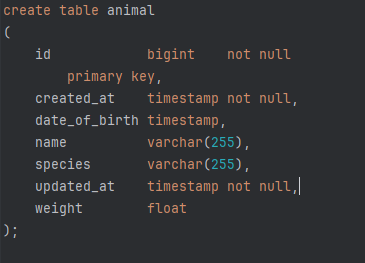 create table animal
(
    id            bigint    not null
        primary key,
    created_at    timestamp not null,
    date_of_birth timestamp,
    name          varchar(255),
    species       varchar(255),
    updated_at    timestamp not null,
    weight        float
);